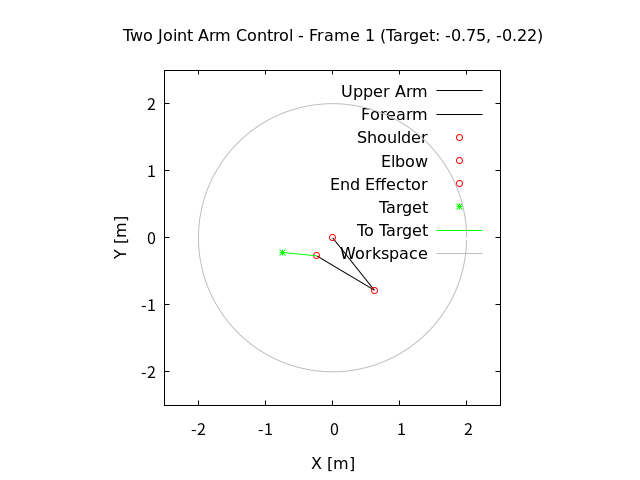 Two Joint Arm Control - Frame 1 (Target: -0.75, -0.22)
Upper Arm
Forearm
Shoulder
Elbow
End Effector
Target
To Target
Workspace
2
1
0
-1
-2
Y [m]
-2 -1 0 1 2
X [m]